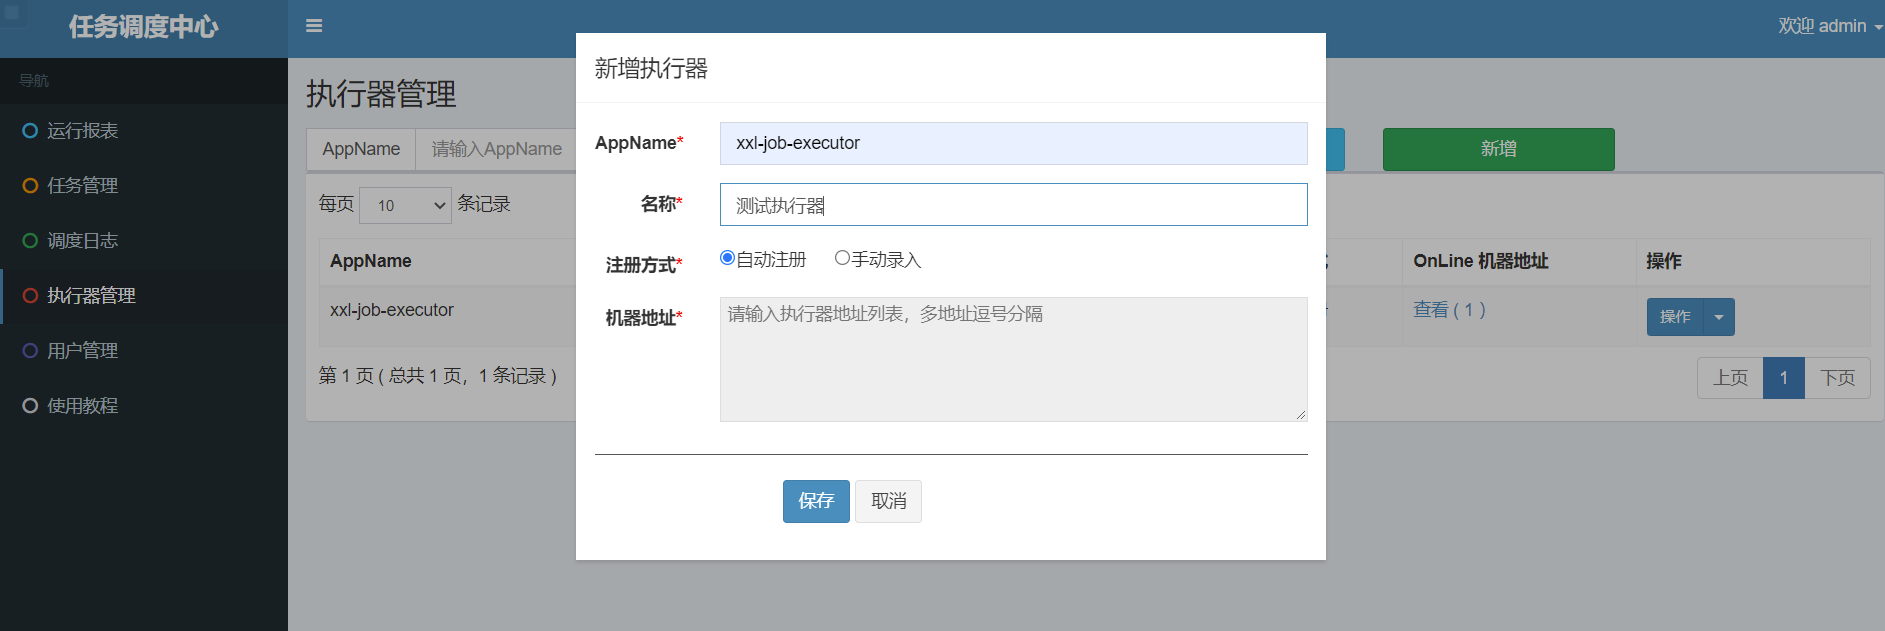 任务调度中心
欢迎 admin
导航
运行报表
任务管理
调度日志
执行器管理
用户管理
使用教程
执行器管理
AppName 请输入AppName
新增
每页 10 条记录
AppName
OnLine 机器地址 操作
xxl-job-executor
查看 ( 1 ) 操作
第 1 页 ( 总共 1 页，1 条记录 )
上页 1 下页
新增执行器
AppName* xxl-job-executor
名称* 测试执行器
注册方式* 自动注册 手动录入
机器地址* 请输入执行器地址列表，多地址逗号分隔
保存 取消